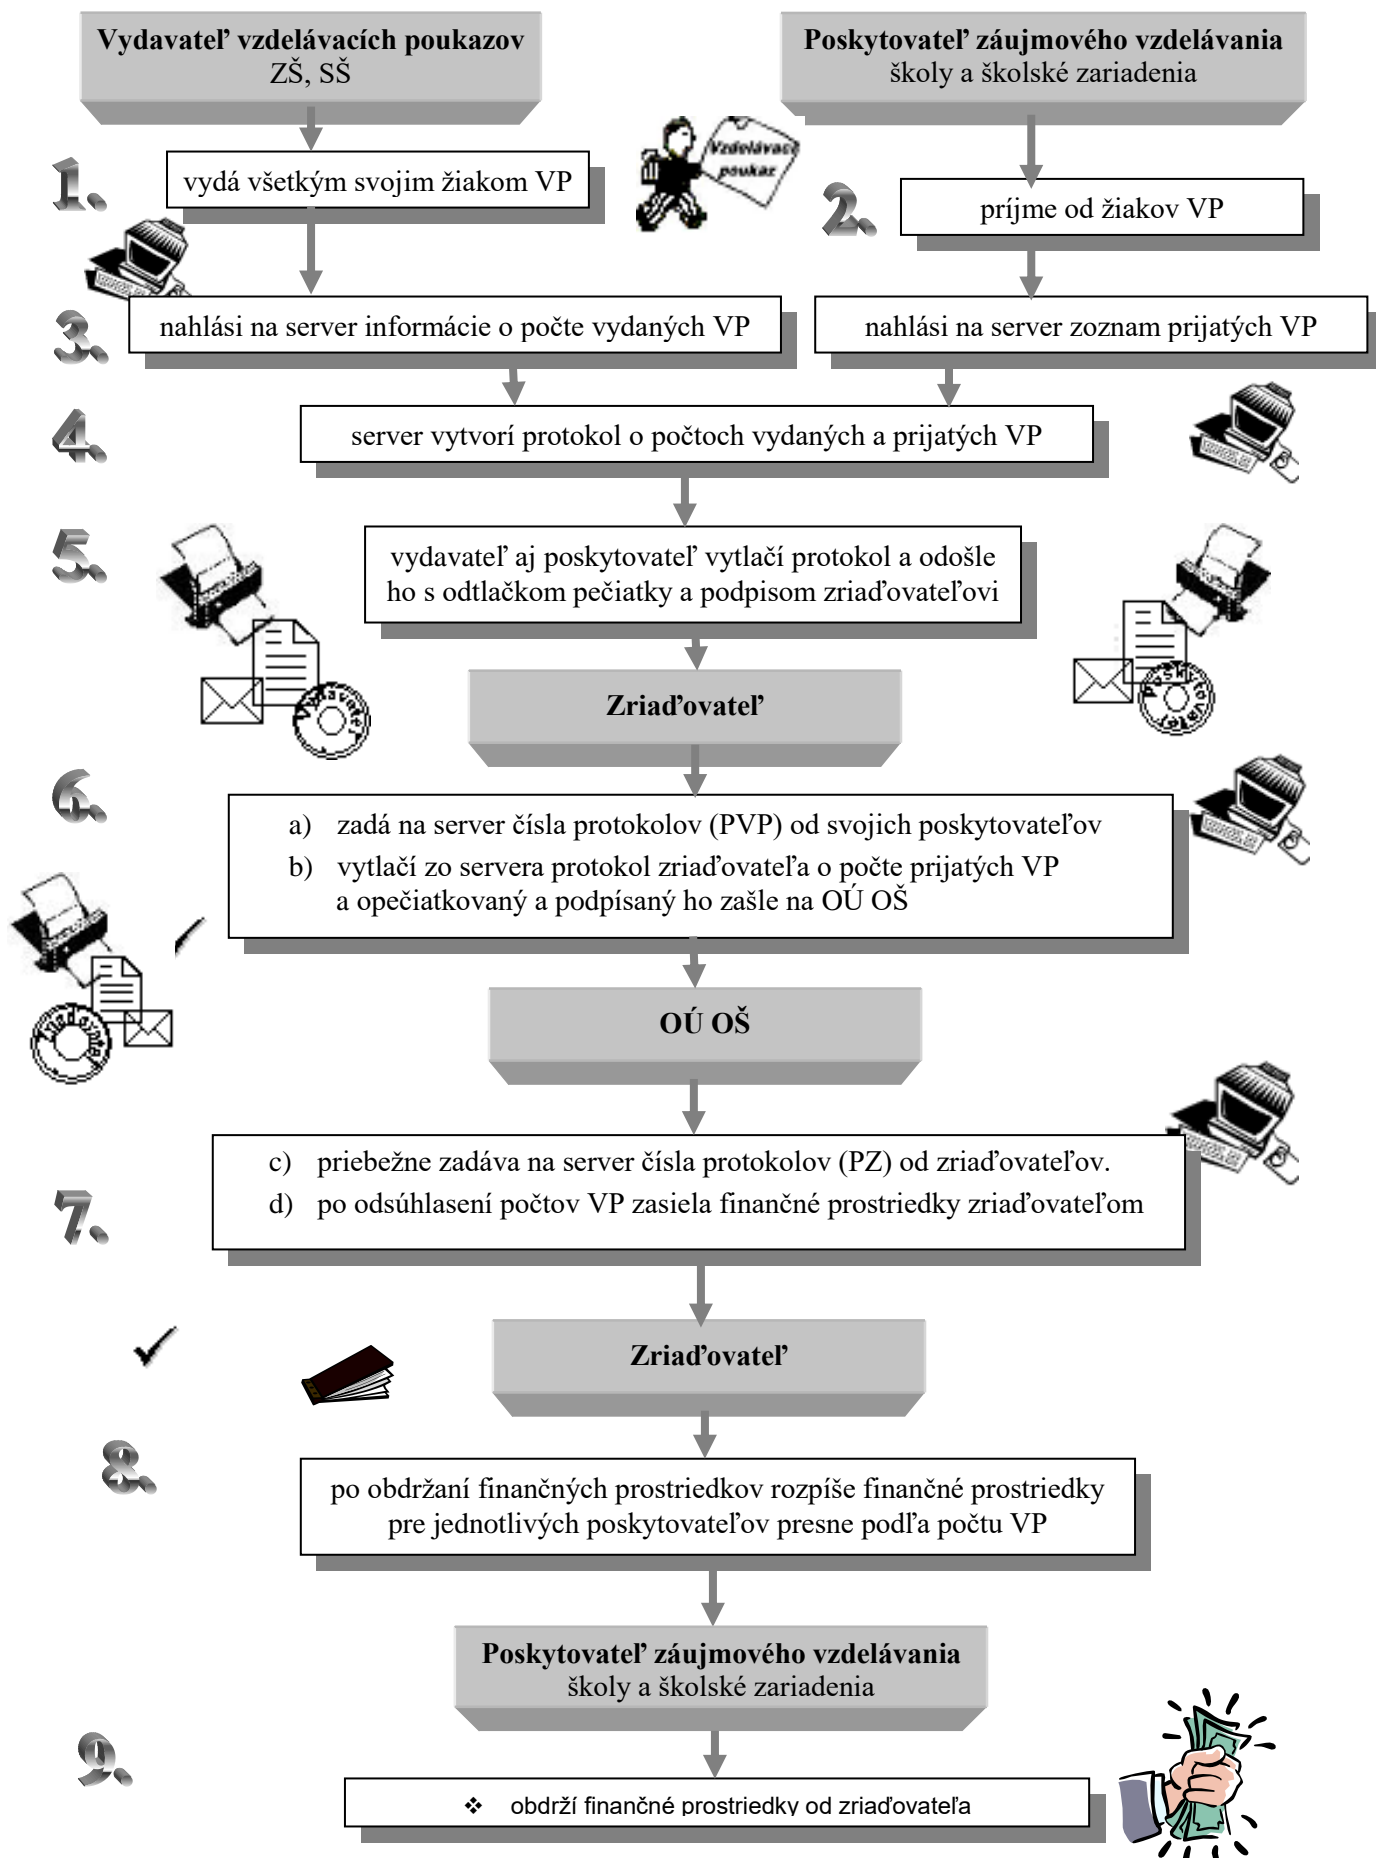 Vydavateľ vzdelávacích poukazov
ZŠ, SŠ
Poskytovateľ záujmového vzdelávania
školy a školské zariadenia
Vzdelávací
poukaz
1.
vydá všetkým svojim žiakom VP
2.
príjme od žiakov VP
3.
nahlási na server informácie o počte vydaných VP
nahlási na server zoznam prijatých VP
4.
server vytvorí protokol o počtoch vydaných a prijatých VP
5.
vydavateľ aj poskytovateľ vytlačí protokol a odošle
ho s odtlačkom pečiatky a podpisom zriaďovateľovi
Vydavateľ
Poskytovateľ
Zriaďovateľ
6.
a) zadá na server čísla protokolov (PVP) od svojich poskytovateľov
b) vytlačí zo servera protokol zriaďovateľa o počte prijatých VP
a opečiatkovaný a podpísaný ho zašle na OÚ OŠ
OÚ OŠ
7.
c) priebežne zadáva na server čísla protokolov (PZ) od zriaďovateľov.
d) po odsúhlasení počtov VP zasiela finančné prostriedky zriaďovateľom
Zriaďovateľ
8.
po obdržaní finančných prostriedkov rozpíše finančné prostriedky
pre jednotlivých poskytovateľov presne podľa počtu VP
Poskytovateľ záujmového vzdelávania
školy a školské zariadenia
9.
❖ obdrží finančné prostriedky od zriaďovateľa